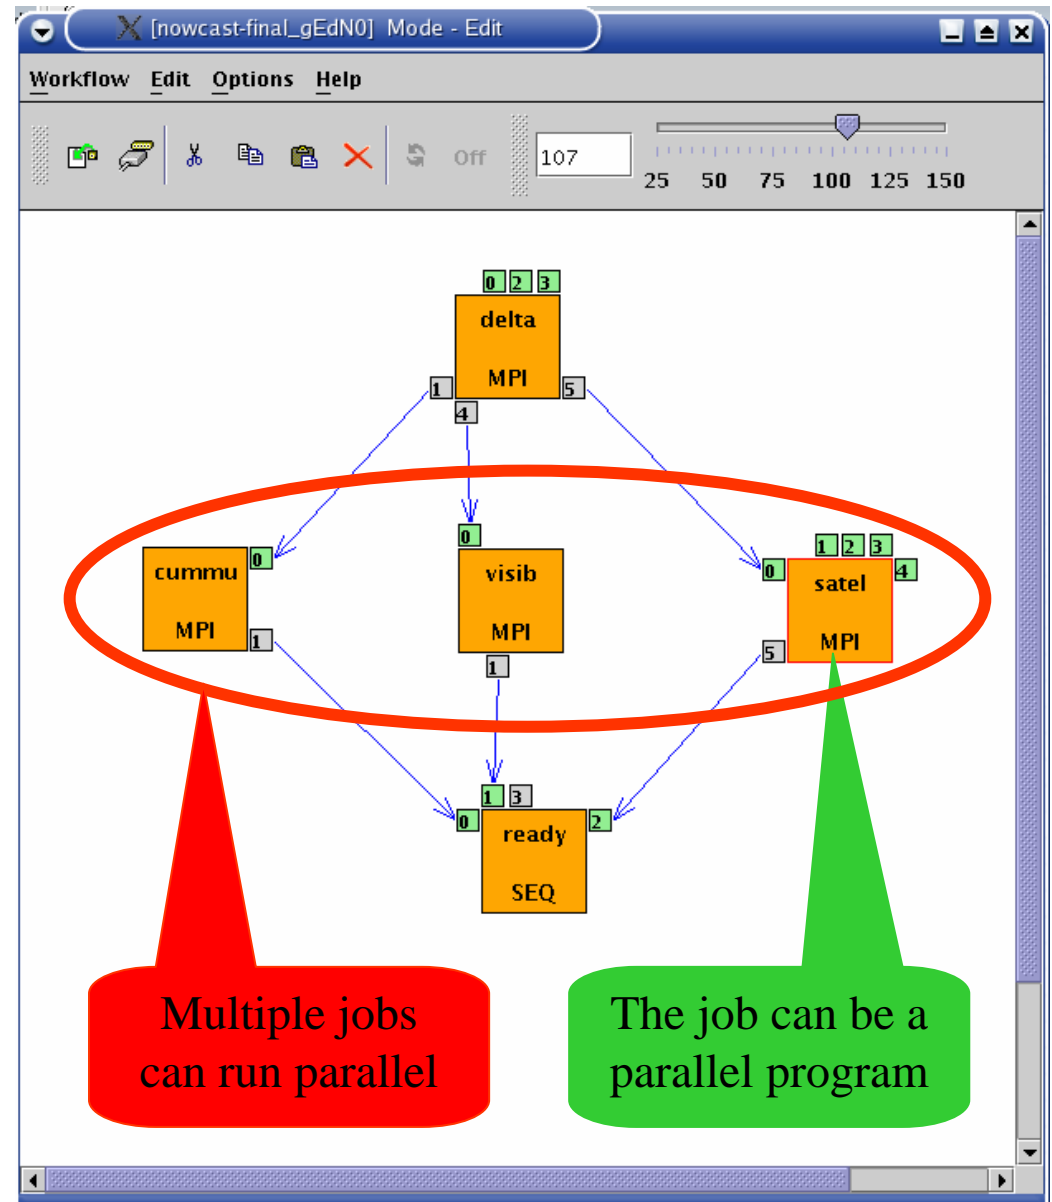 [nowcast-final_gEdN0] Mode - Edit
Workflow Edit Options Help
Off 107
25 50 75 100 125 150
0 2 3
delta
MPI
1 5
4
0
cummu
MPI
1
0
visib
MPI
1
1 2 3
0 4
satel
MPI
5
1 3
0 2
ready
SEQ
Multiple jobs
can run parallel
The job can be a
parallel program